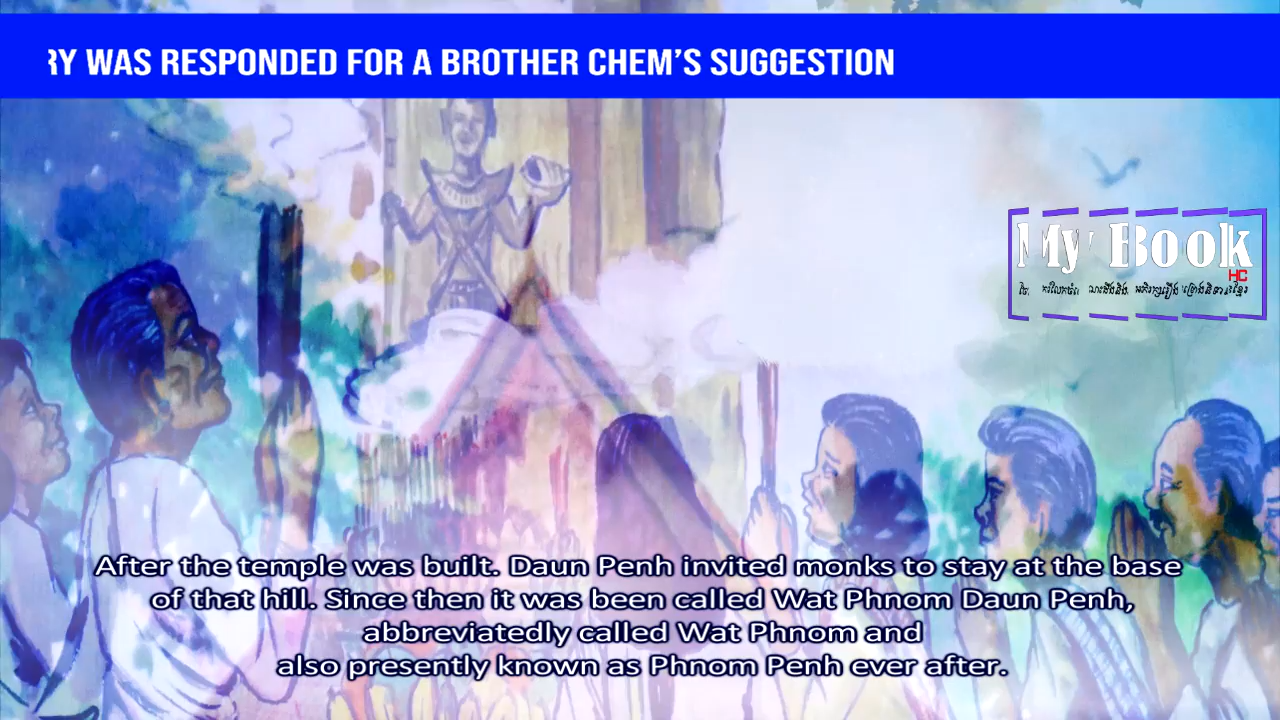 RY WAS RESPONDED FOR A BROTHER CHEM'S SUGGESTION
My Book
HC
After the temple was built. Daun Penh invited monks to stay at the base
of that hill. Since then it was been called Wat Phnom Daun Penh,
abbreviatedly called Wat Phnom and
also presently known as Phnom Penh ever after.